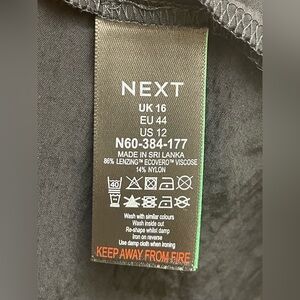 NEXT
UK 16
EU 44
US 12
N60-384-177
MADE IN SRI LANKA
86% LENZING™ ECOVERO™ VISCOSE
14% NYLON
40
Wash with similar colours
Wash inside out
Re-shape whilst damp
Iron on reverse
Use damp cloth when ironing
KEEP AWAY FROM FIRE